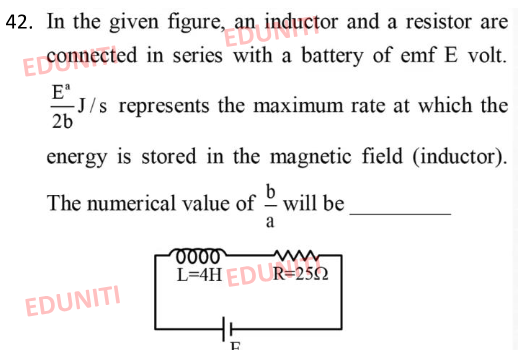 42. In the given figure, an inductor and a resistor are
connected in series with a battery of emf E volt.
Eᵃ/2b J/s represents the maximum rate at which the
energy is stored in the magnetic field (inductor).
The numerical value of b/a will be ________
L=4H R=25Ω
E
EDUNITI
EDUNITI
EDUNITI
EDUNITI